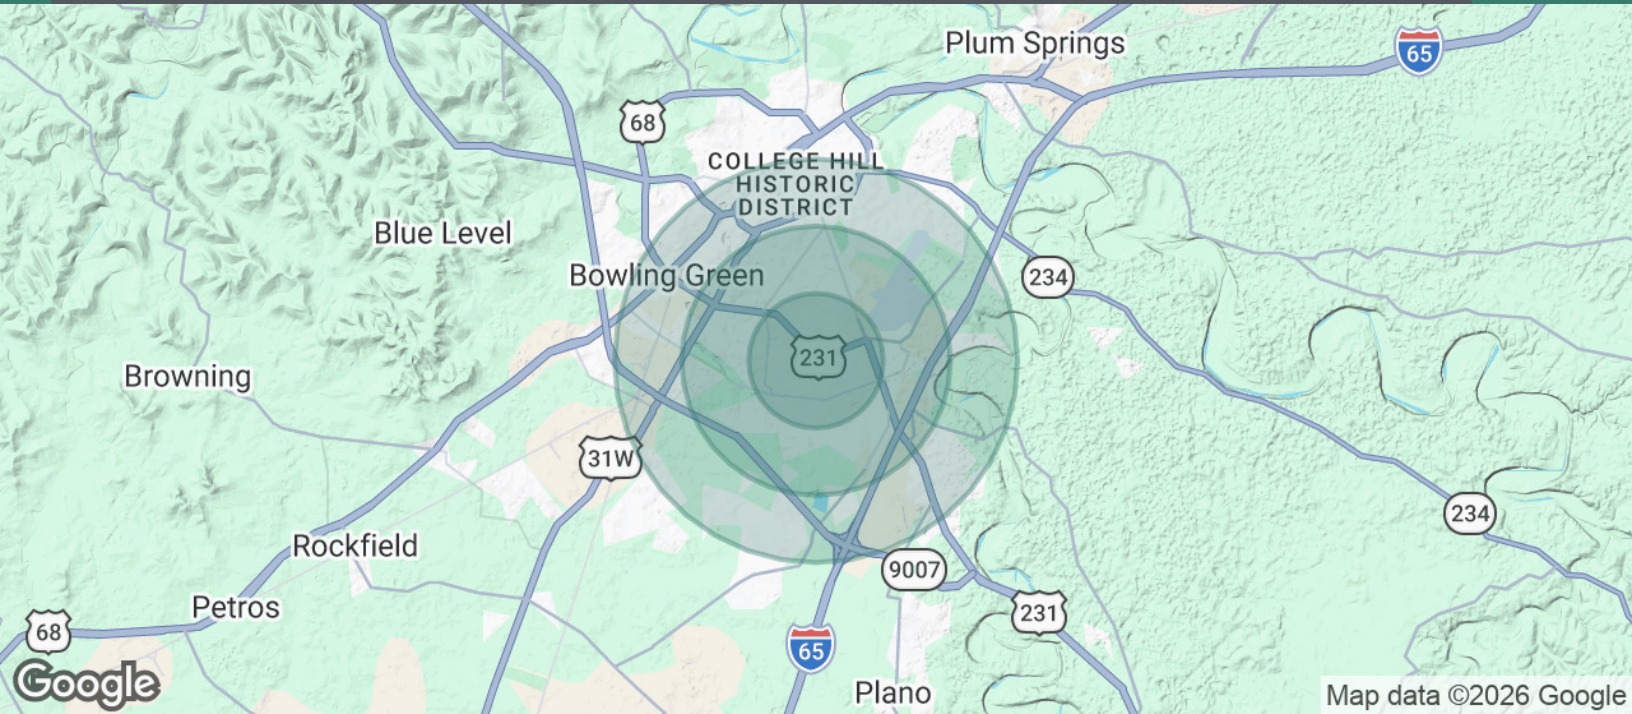 Plum Springs
65
68
COLLEGE HILL
HISTORIC
DISTRICT
Blue Level
Bowling Green
234
231
Browning
31W
234
Rockfield
9007
Petros
231
68
65
Google
Plano
Map data ©2026 Google